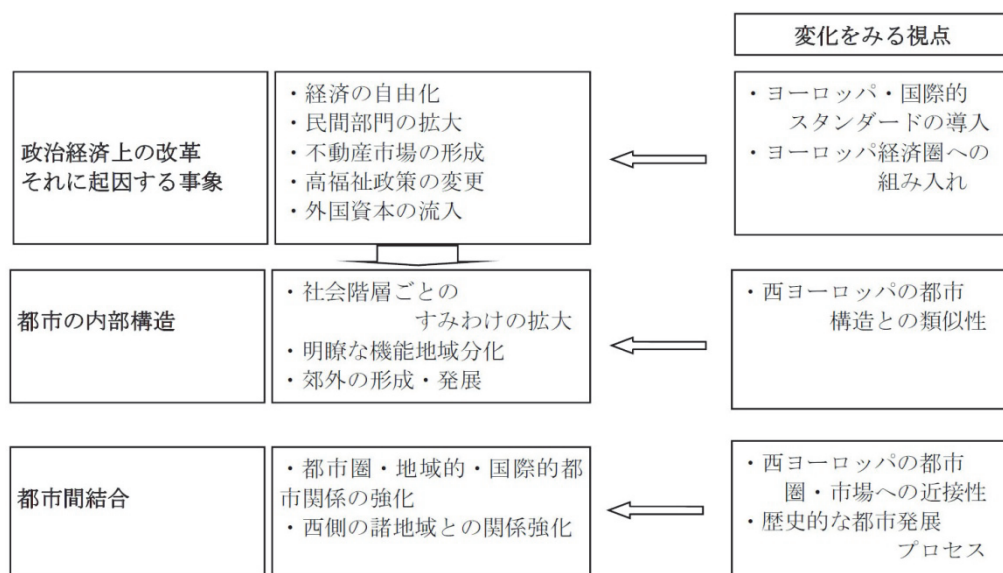 変化をみる視点
政治経済上の改革
それに起因する事象
・経済の自由化
・民間部門の拡大
・不動産市場の形成
・高福祉政策の変更
・外国資本の流入
・ヨーロッパ・国際的
スタンダードの導入
・ヨーロッパ経済圏への
組み入れ
都市の内部構造
・社会階層ごとの
すみわけの拡大
・明瞭な機能地域分化
・郊外の形成・発展
・西ヨーロッパの都市
構造との類似性
都市間結合
・都市圏・地域的・国際的都
市関係の強化
・西側の諸地域との関係強化
・西ヨーロッパの都市
圏・市場への近接性
・歴史的な都市発展
プロセス